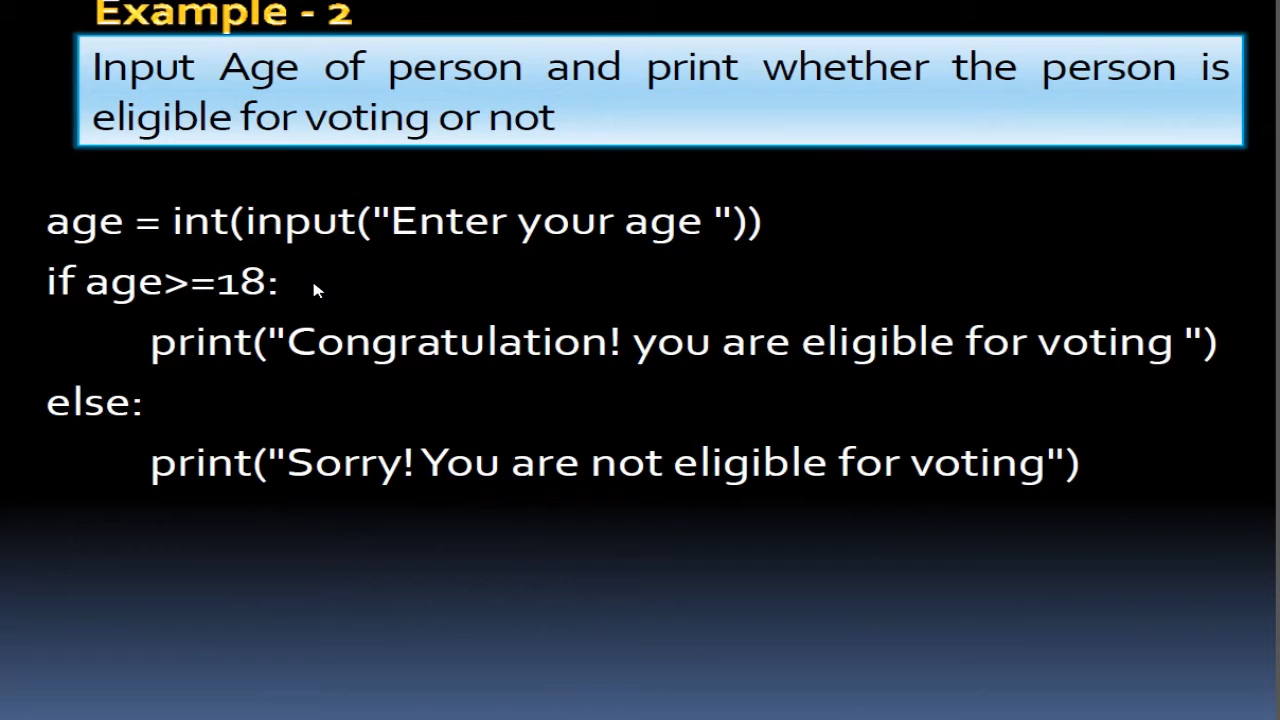 Example - 2
Input Age of person and print whether the person is
eligible for voting or not
age = int(input("Enter your age "))
if age>=18:
print("Congratulation! you are eligible for voting ")
else:
print("Sorry! You are not eligible for voting")